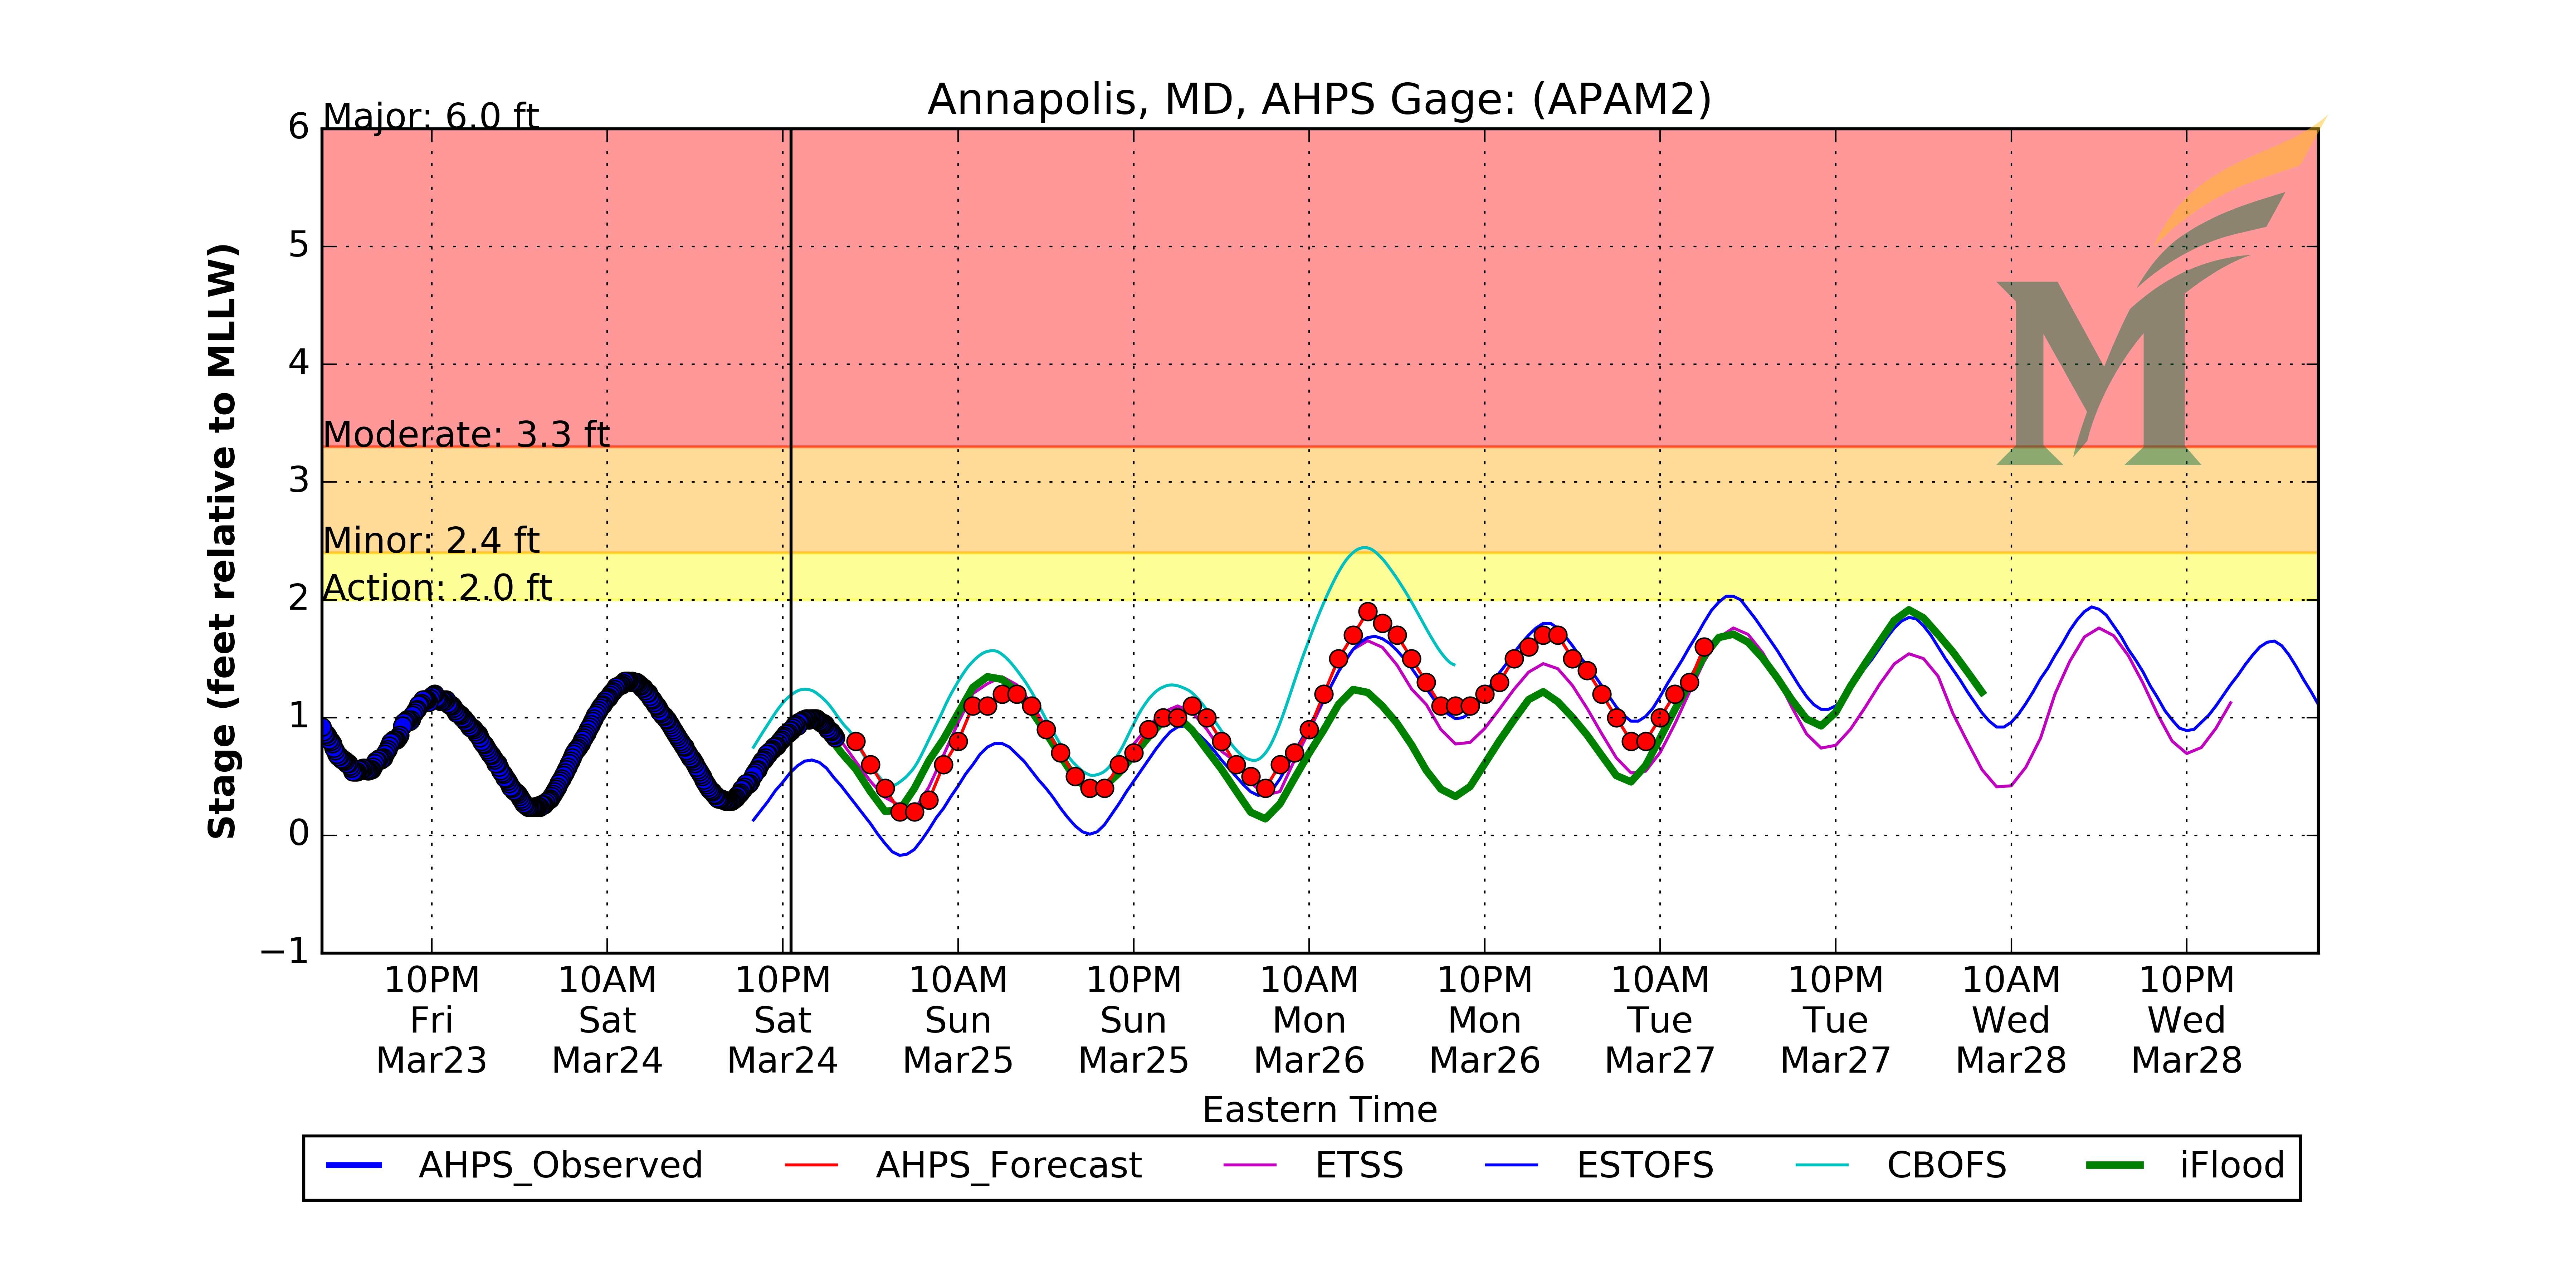 Annapolis, MD, AHPS Gage: (APAM2)
Major: 6.0 ft
Moderate: 3.3 ft
Minor: 2.4 ft
Action: 2.0 ft
Stage (feet relative to MLLW)
6
5
4
3
2
1
0
−1
10PM 10AM 10PM 10AM 10PM 10AM 10PM 10AM 10PM 10AM 10PM
Fri Sat Sat Sun Sun Mon Mon Tue Tue Wed Wed
Mar23 Mar24 Mar24 Mar25 Mar25 Mar26 Mar26 Mar27 Mar27 Mar28 Mar28
Eastern Time
AHPS_Observed AHPS_Forecast ETSS ESTOFS CBOFS iFlood
M